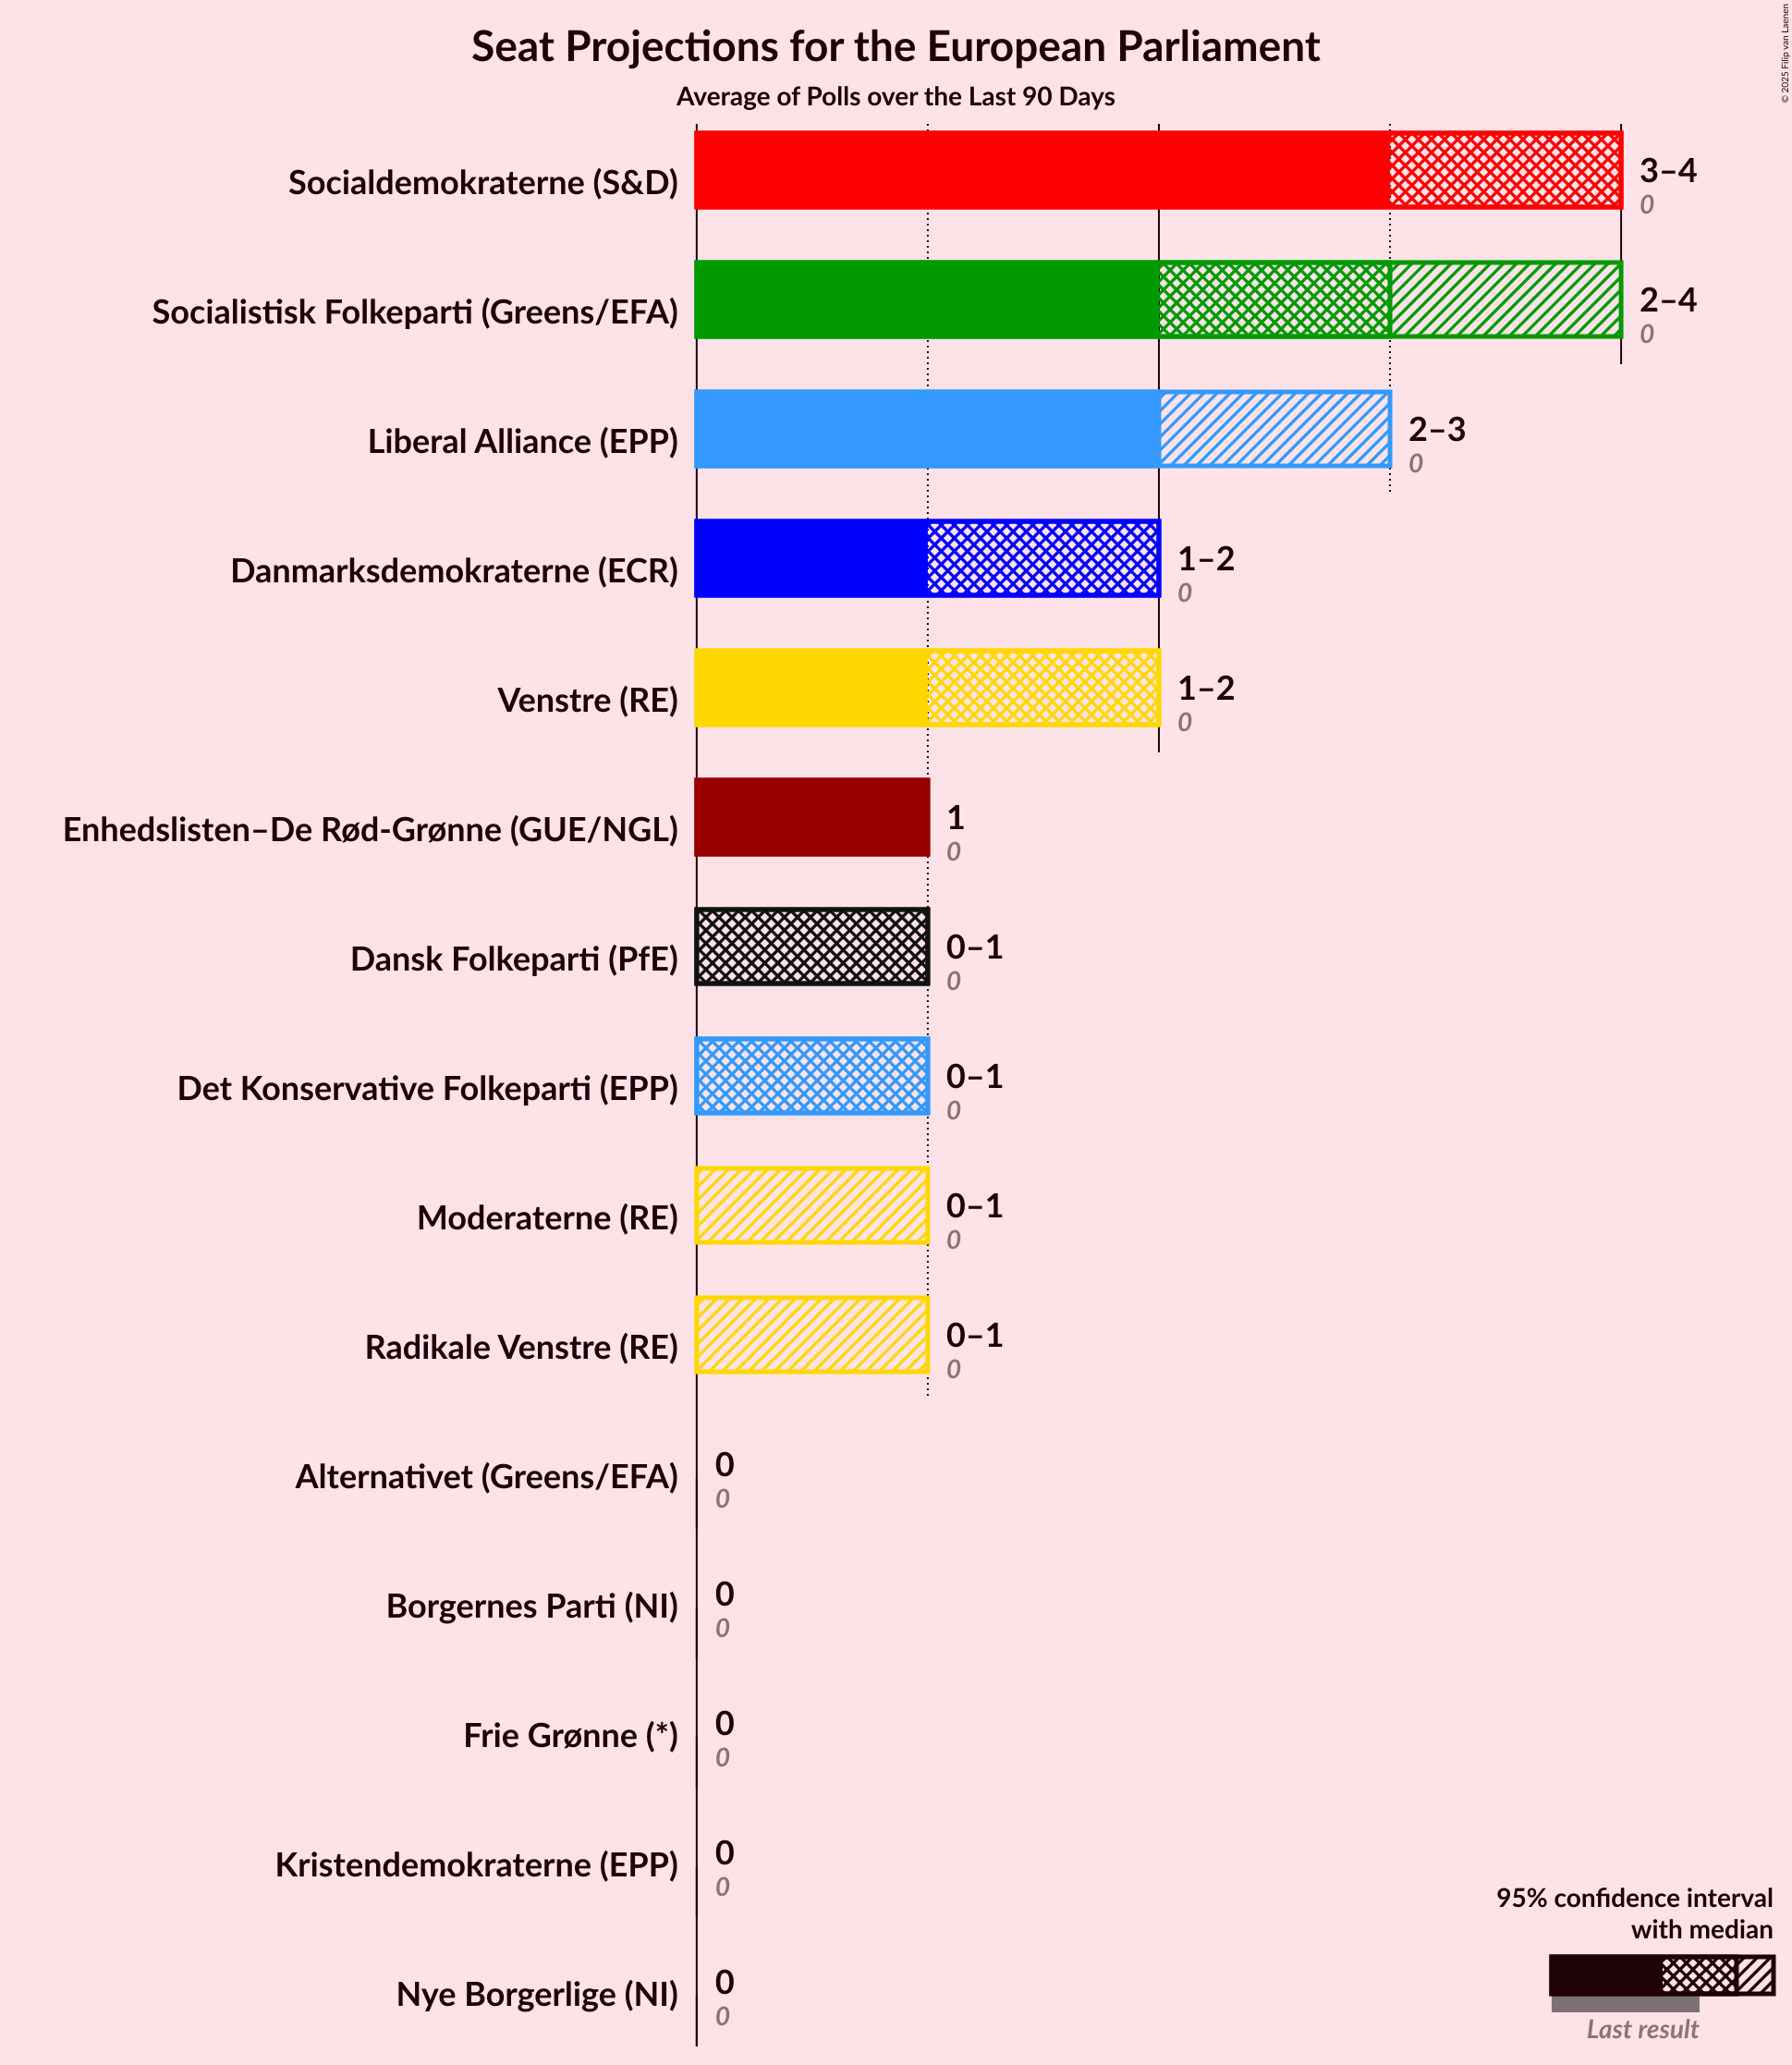 Seat Projections for the European Parliament
Average of Polls over the Last 90 Days
© 2025 Filip van Laenen
Socialdemokraterne (S&D)
3–4
0
Socialistisk Folkeparti (Greens/EFA)
2–4
0
Liberal Alliance (EPP)
2–3
0
Danmarksdemokraterne (ECR)
1–2
0
Venstre (RE)
1–2
0
Enhedslisten–De Rød-Grønne (GUE/NGL)
1
0
Dansk Folkeparti (PfE)
0–1
0
Det Konservative Folkeparti (EPP)
0–1
0
Moderaterne (RE)
0–1
0
Radikale Venstre (RE)
0–1
0
Alternativet (Greens/EFA)
0
0
Borgernes Parti (NI)
0
0
Frie Grønne (*)
0
0
Kristendemokraterne (EPP)
0
0
Nye Borgerlige (NI)
0
0
95% confidence interval
with median
Last result